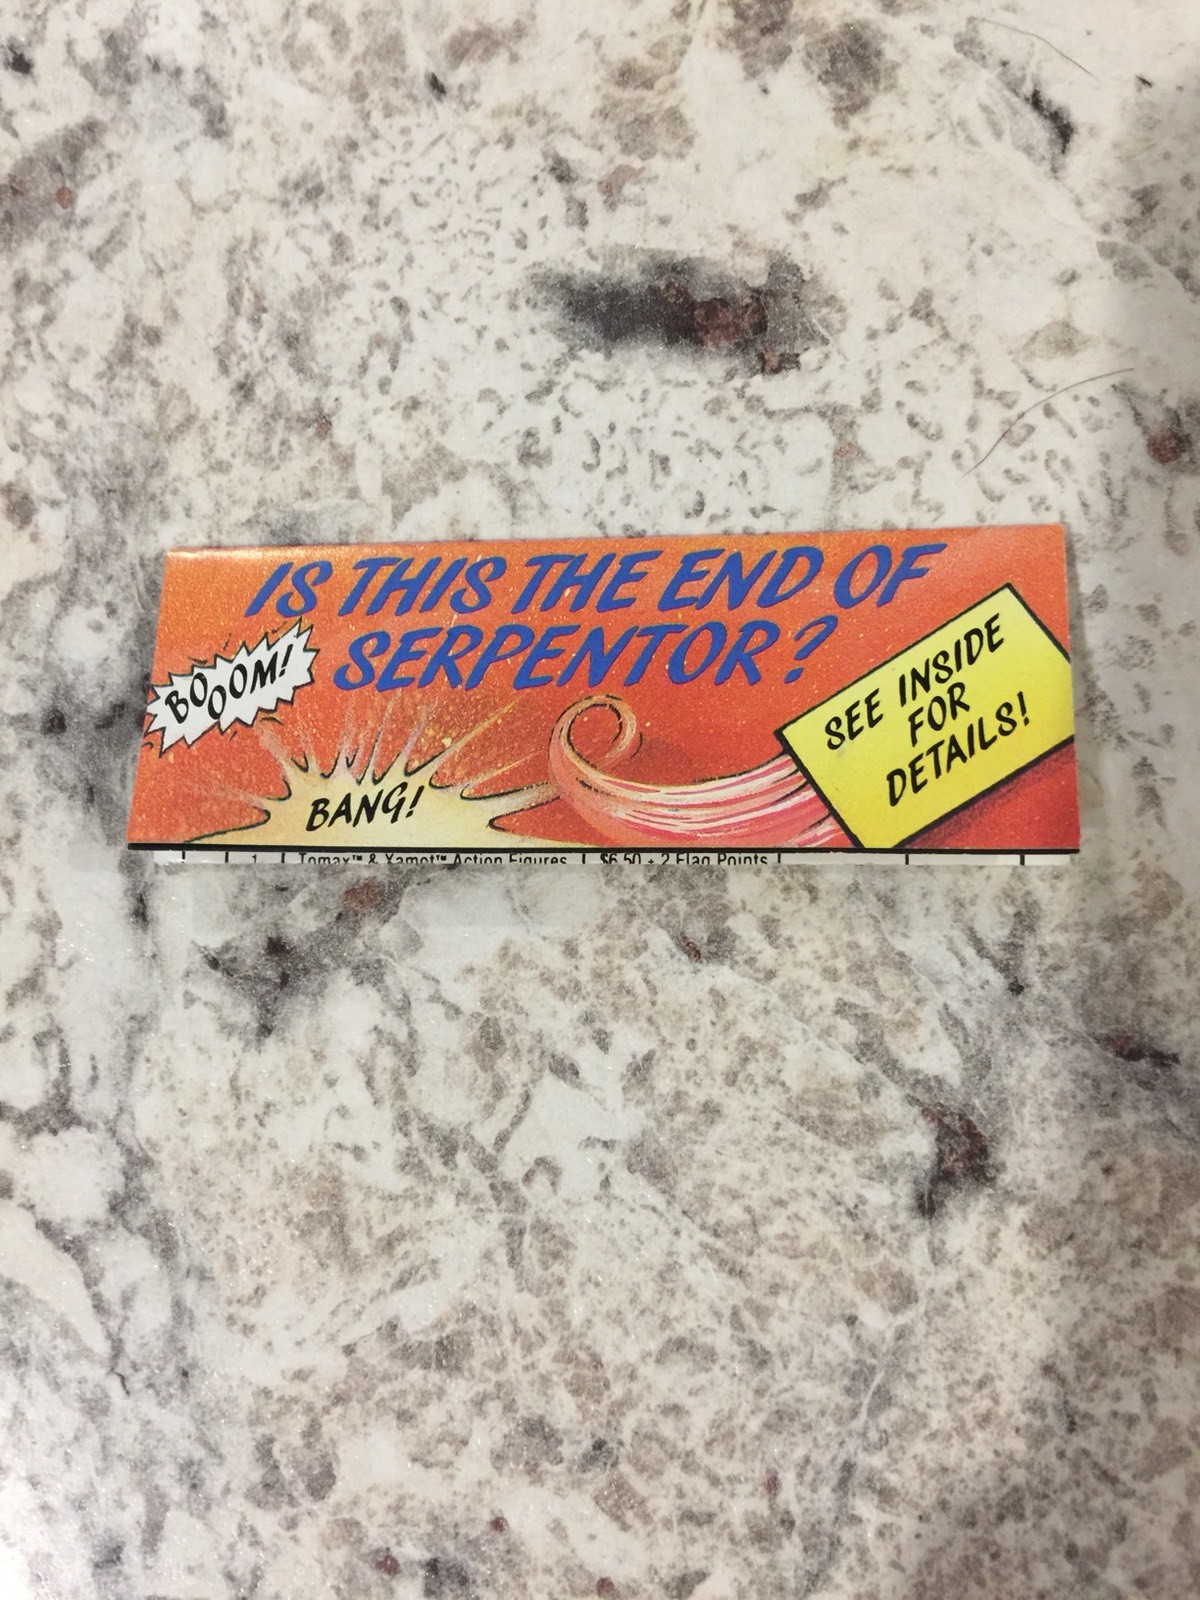 IS THIS THE END OF
SERPENTOR?
BOOOOM!
BANG!
SEE INSIDE
FOR
DETAILS!
1 Tomax™ & Xamot™ Action Figures $6.50 + 2 Flag Points